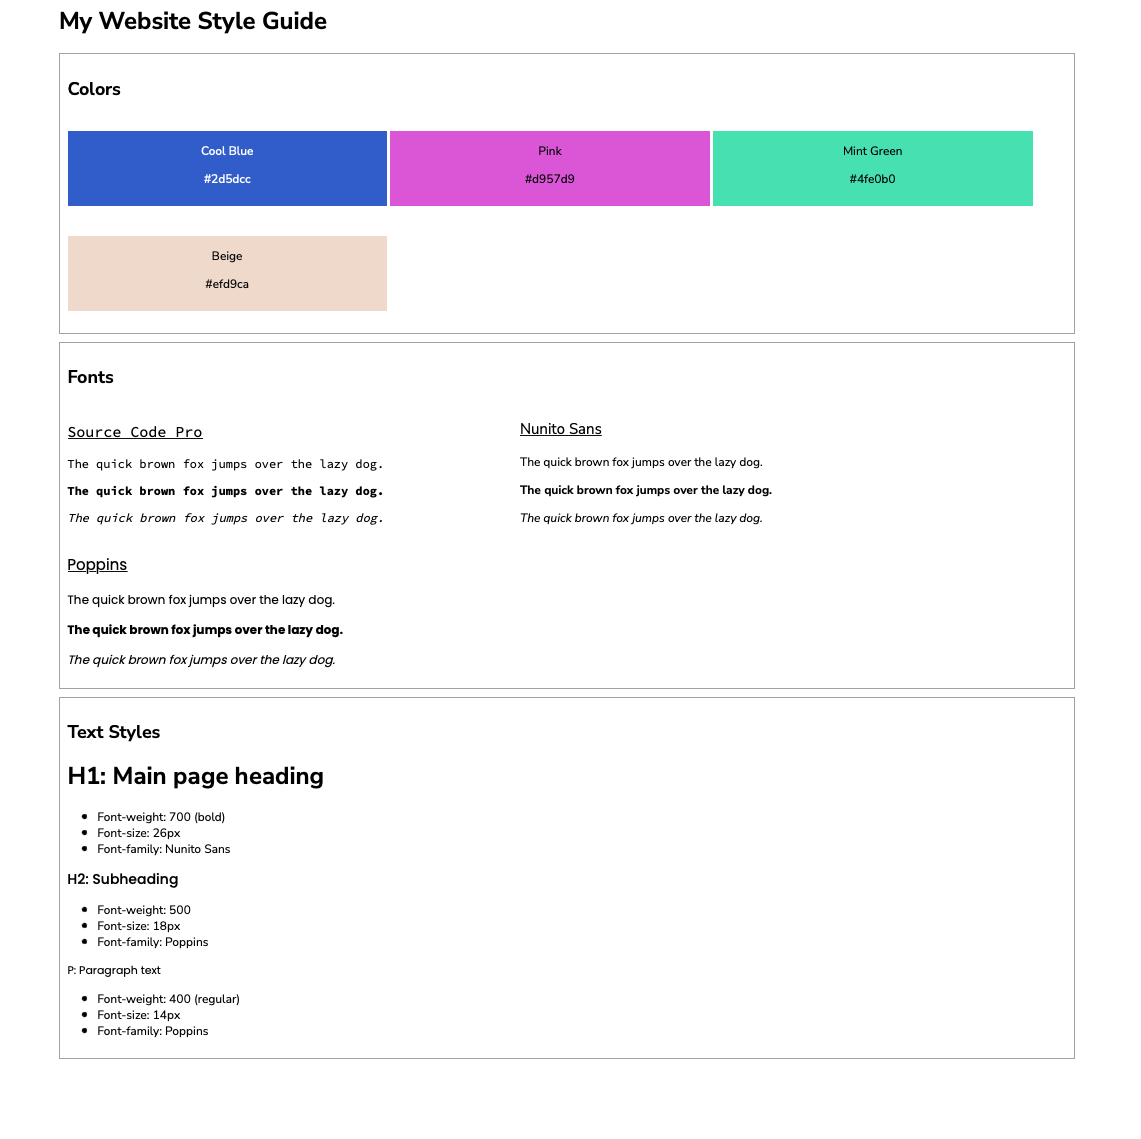 My Website Style Guide
Colors
Cool Blue
#2d5dcc
Pink
#d957d9
Mint Green
#4fe0b0
Beige
#efd9ca
Fonts
Source Code Pro
The quick brown fox jumps over the lazy dog.
The quick brown fox jumps over the lazy dog.
The quick brown fox jumps over the lazy dog.
Nunito Sans
The quick brown fox jumps over the lazy dog.
The quick brown fox jumps over the lazy dog.
The quick brown fox jumps over the lazy dog.
Poppins
The quick brown fox jumps over the lazy dog.
The quick brown fox jumps over the lazy dog.
The quick brown fox jumps over the lazy dog.
Text Styles
H1: Main page heading
Font-weight: 700 (bold)
Font-size: 26px
Font-family: Nunito Sans
H2: Subheading
Font-weight: 500
Font-size: 18px
Font-family: Poppins
P: Paragraph text
Font-weight: 400 (regular)
Font-size: 14px
Font-family: Poppins